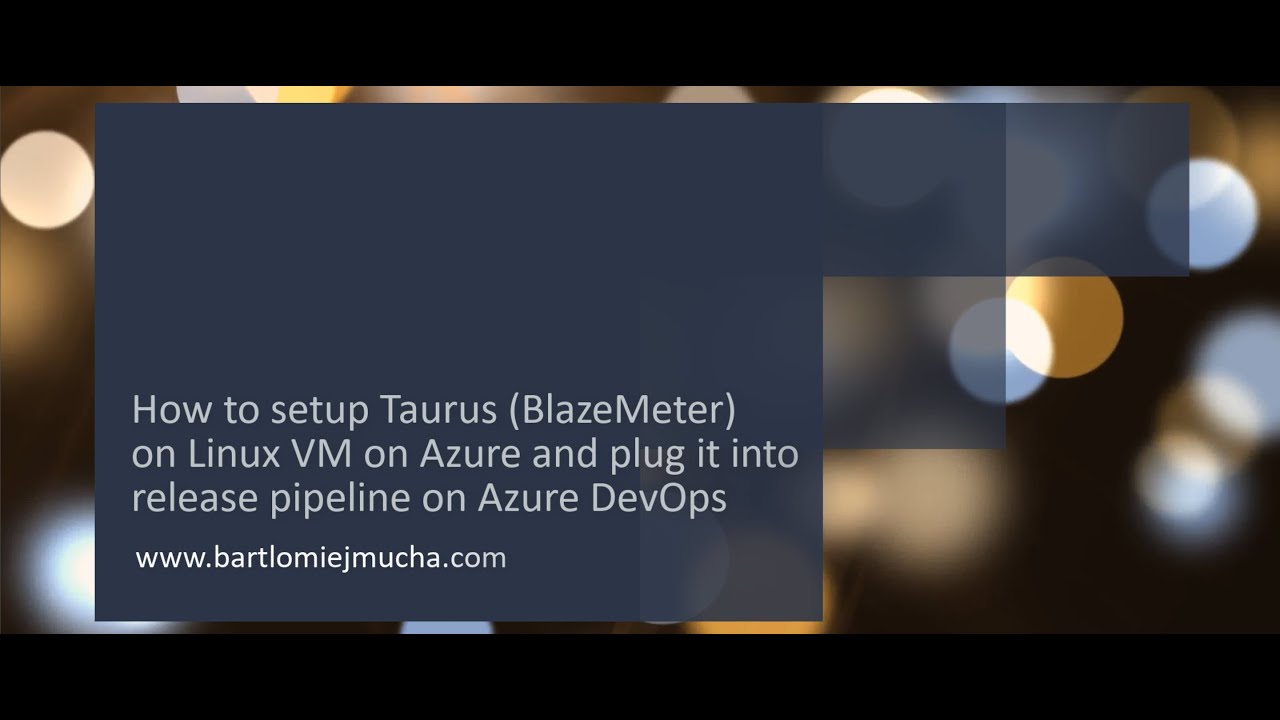 How to setup Taurus (BlazeMeter)
on Linux VM on Azure and plug it into
release pipeline on Azure DevOps
www.bartlomiejmucha.com